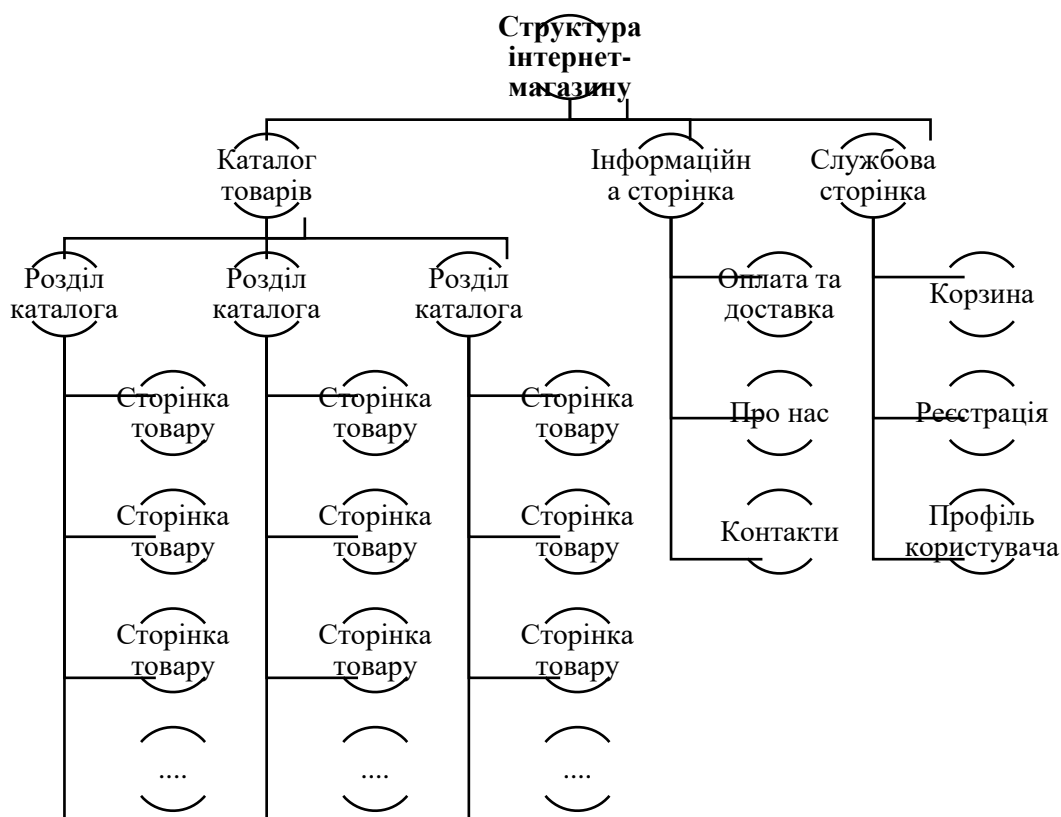 Структура
інтернет-
магазину
Каталог
товарів
Інформаційн
а сторінка
Службова
сторінка
Розділ
каталога
Розділ
каталога
Розділ
каталога
Оплата та
доставка
Корзина
Сторінка
товару
Сторінка
товару
Сторінка
товару
Про нас
Реєстрація
Сторінка
товару
Сторінка
товару
Сторінка
товару
Контакти
Профіль
користувача
Сторінка
товару
Сторінка
товару
Сторінка
товару
....
....
....